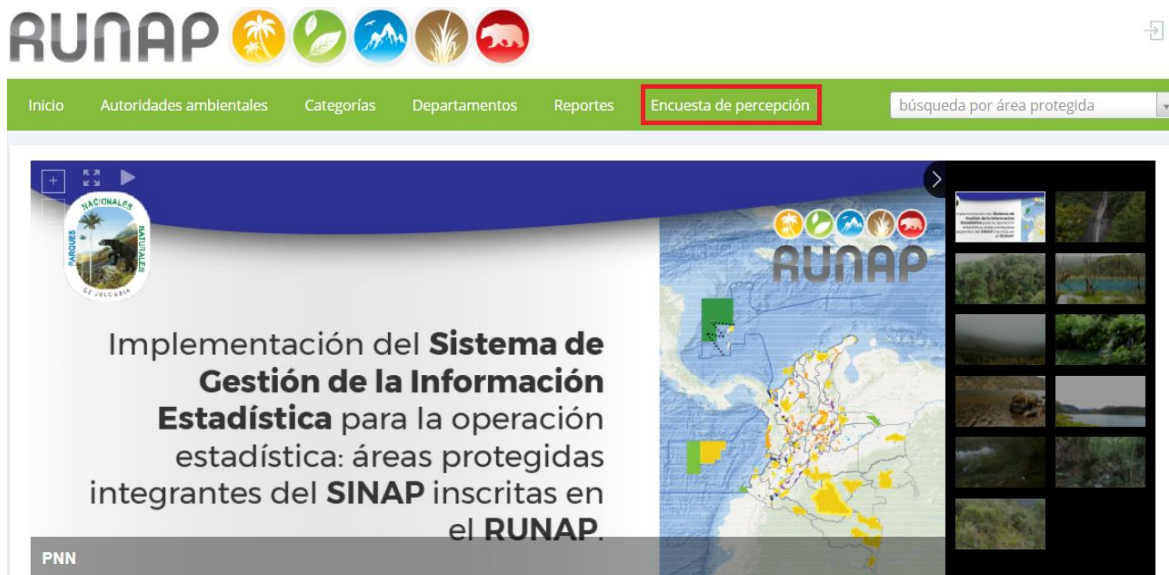 RUNAP
Inicio Autoridades ambientales Categorías Departamentos Reportes Encuesta de percepción búsqueda por área protegida
PARQUES NACIONALES NATURALES
DE COLOMBIA
RUNAP
Implementación del Sistema de
Gestión de la Información
Estadística para la operación
estadística: áreas protegidas
integrantes del SINAP inscritas en
el RUNAP.
PNN